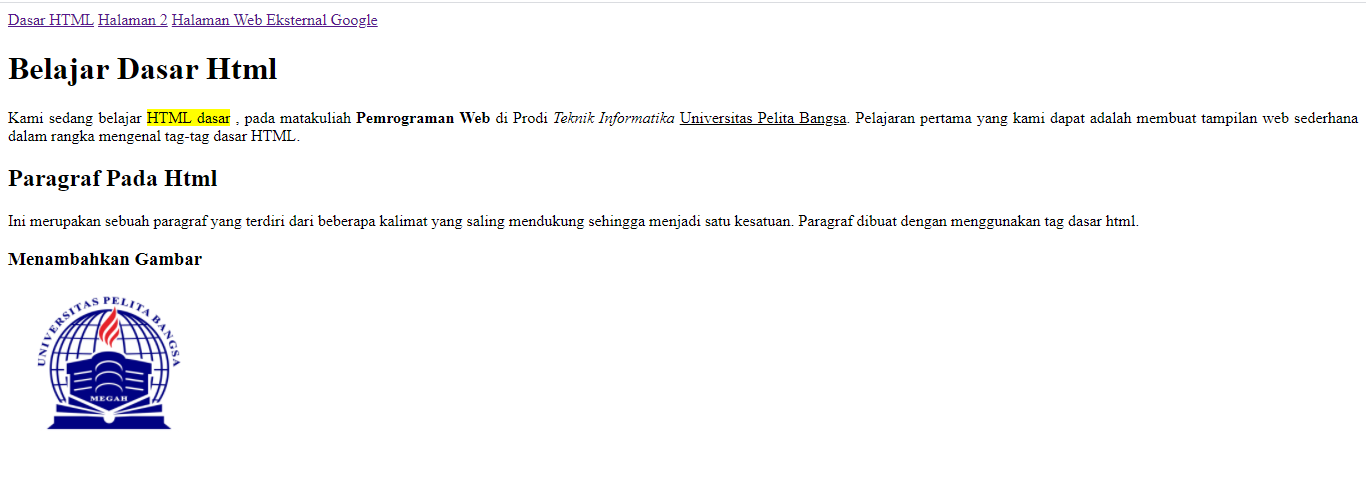 Dasar HTML Halaman 2 Halaman Web Eksternal Google
Belajar Dasar Html
Kami sedang belajar HTML dasar , pada matakuliah Pemrograman Web di Prodi Teknik Informatika Universitas Pelita Bangsa. Pelajaran pertama yang kami dapat adalah membuat tampilan web sederhana
dalam rangka mengenal tag-tag dasar HTML.
Paragraf Pada Html
Ini merupakan sebuah paragraf yang terdiri dari beberapa kalimat yang saling mendukung sehingga menjadi satu kesatuan. Paragraf dibuat dengan menggunakan tag dasar html.
Menambahkan Gambar
UNIVERSITAS PELITA BANGSA
MEGAH